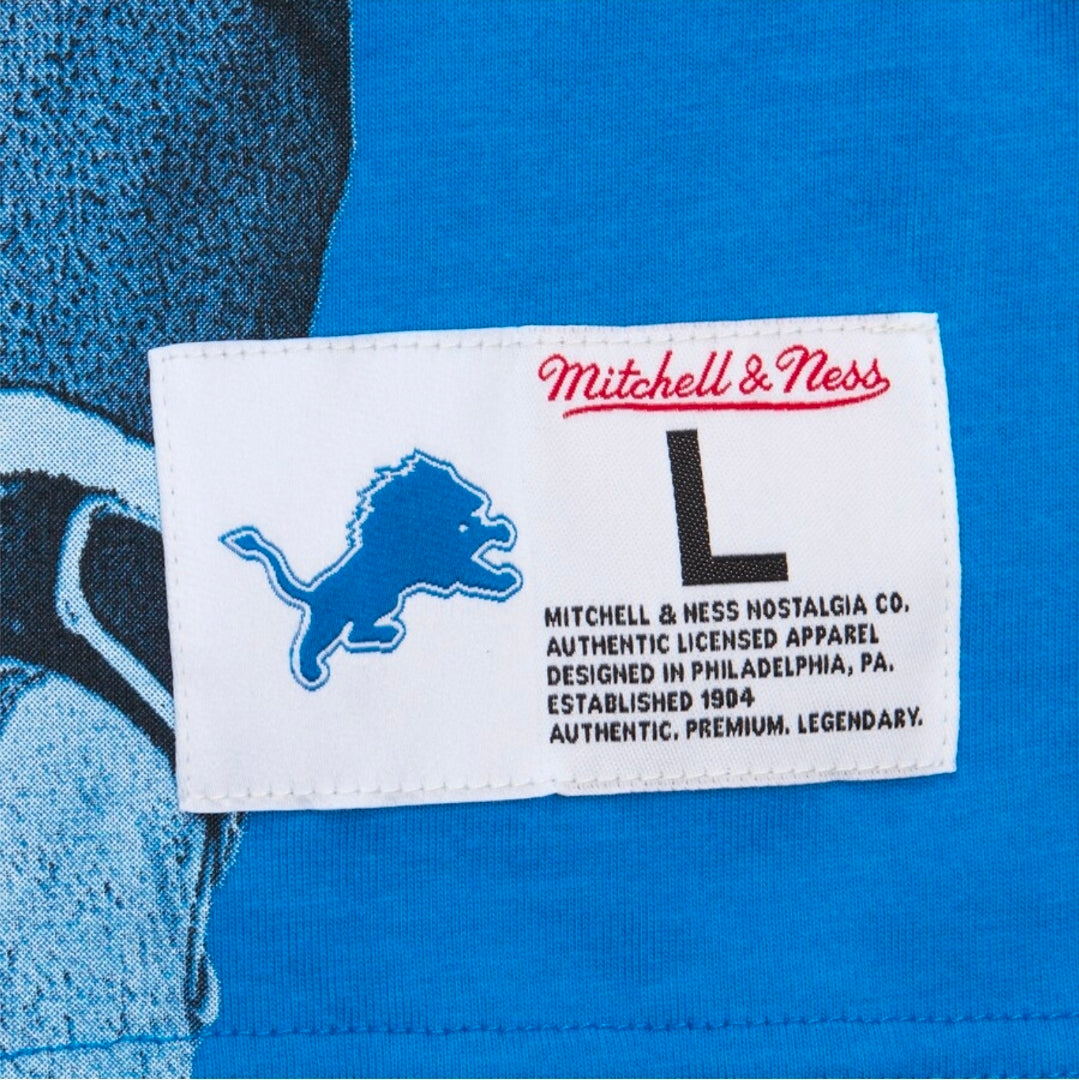 Mitchell & Ness
L
MITCHELL & NESS NOSTALGIA CO.
AUTHENTIC LICENSED APPAREL
DESIGNED IN PHILADELPHIA, PA.
ESTABLISHED 1904
AUTHENTIC. PREMIUM. LEGENDARY.